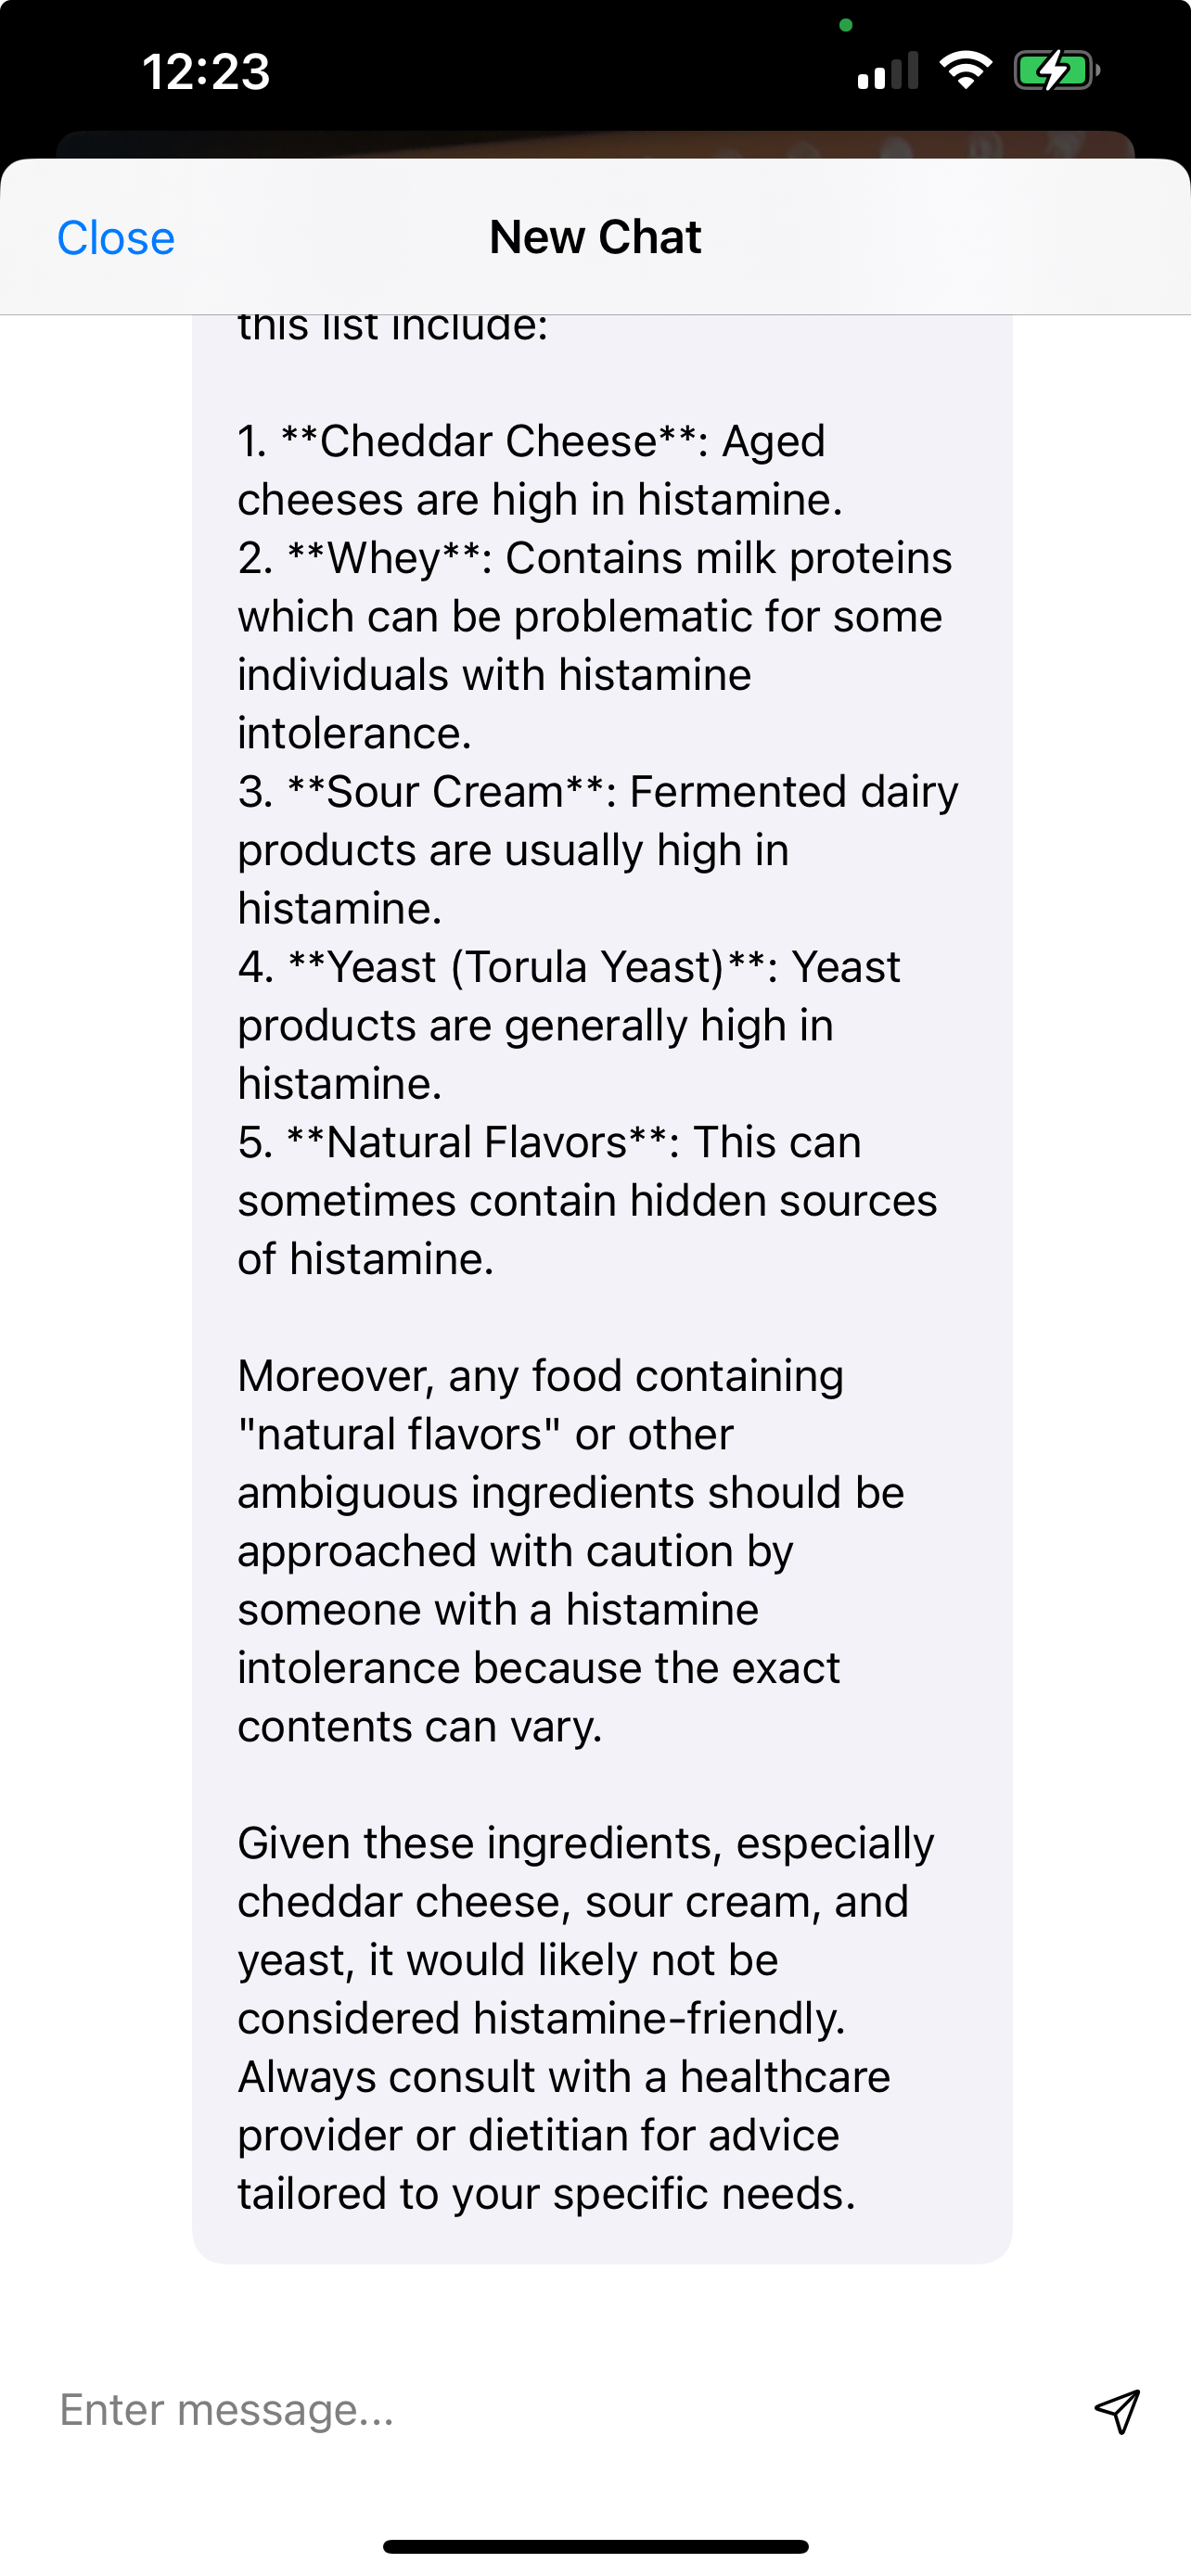 12:23
Close
New Chat
this list include:
1. **Cheddar Cheese**: Aged
cheeses are high in histamine.
2. **Whey**: Contains milk proteins
which can be problematic for some
individuals with histamine
intolerance.
3. **Sour Cream**: Fermented dairy
products are usually high in
histamine.
4. **Yeast (Torula Yeast)**: Yeast
products are generally high in
histamine.
5. **Natural Flavors**: This can
sometimes contain hidden sources
of histamine.
Moreover, any food containing
"natural flavors" or other
ambiguous ingredients should be
approached with caution by
someone with a histamine
intolerance because the exact
contents can vary.
Given these ingredients, especially
cheddar cheese, sour cream, and
yeast, it would likely not be
considered histamine-friendly.
Always consult with a healthcare
provider or dietitian for advice
tailored to your specific needs.
Enter message...